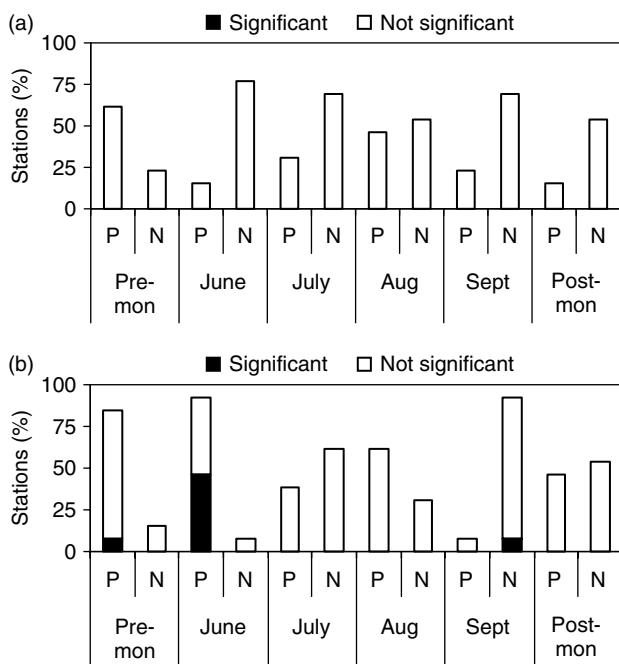 (a)
■ Significant □ Not significant
Stations (%)
100
75
50
25
0
P N P N P N P N P N P N
Pre-
mon
June July Aug Sept
Post-
mon
(b)
■ Significant □ Not significant
Stations (%)
100
75
50
25
0
P N P N P N P N P N P N
Pre-
mon
June July Aug Sept
Post-
mon